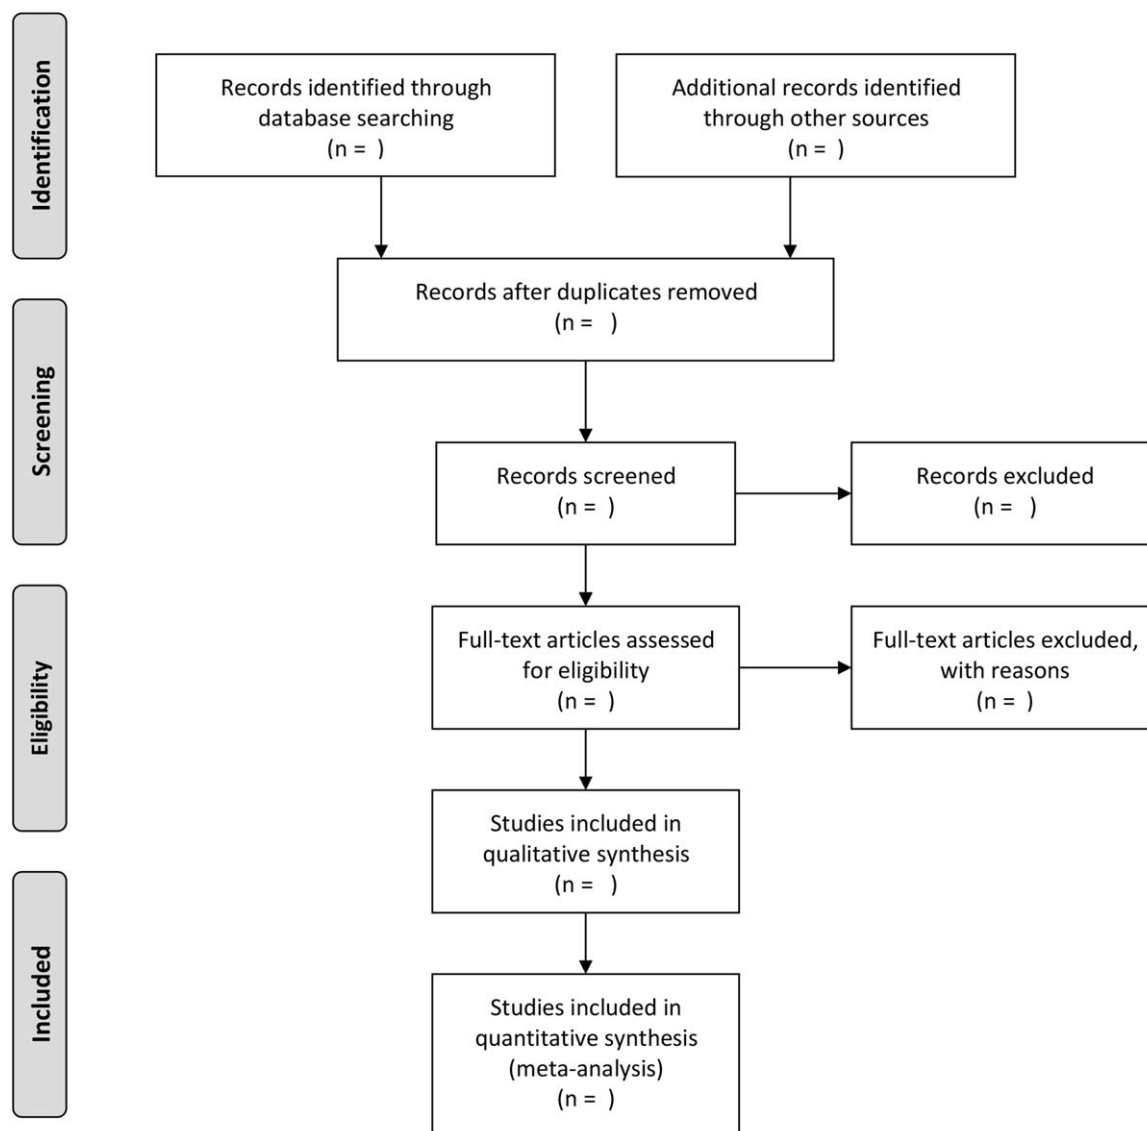 Identification
Records identified through
database searching
(n =  )
Additional records identified
through other sources
(n =  )
Records after duplicates removed
(n =   )
Screening
Records screened
(n =  )
Records excluded
(n =   )
Eligibility
Full-text articles assessed
for eligibility
(n =  )
Full-text articles excluded,
with reasons
(n =  )
Studies included in
qualitative synthesis
(n =   )
Included
Studies included in
quantitative synthesis
(meta-analysis)
(n =  )